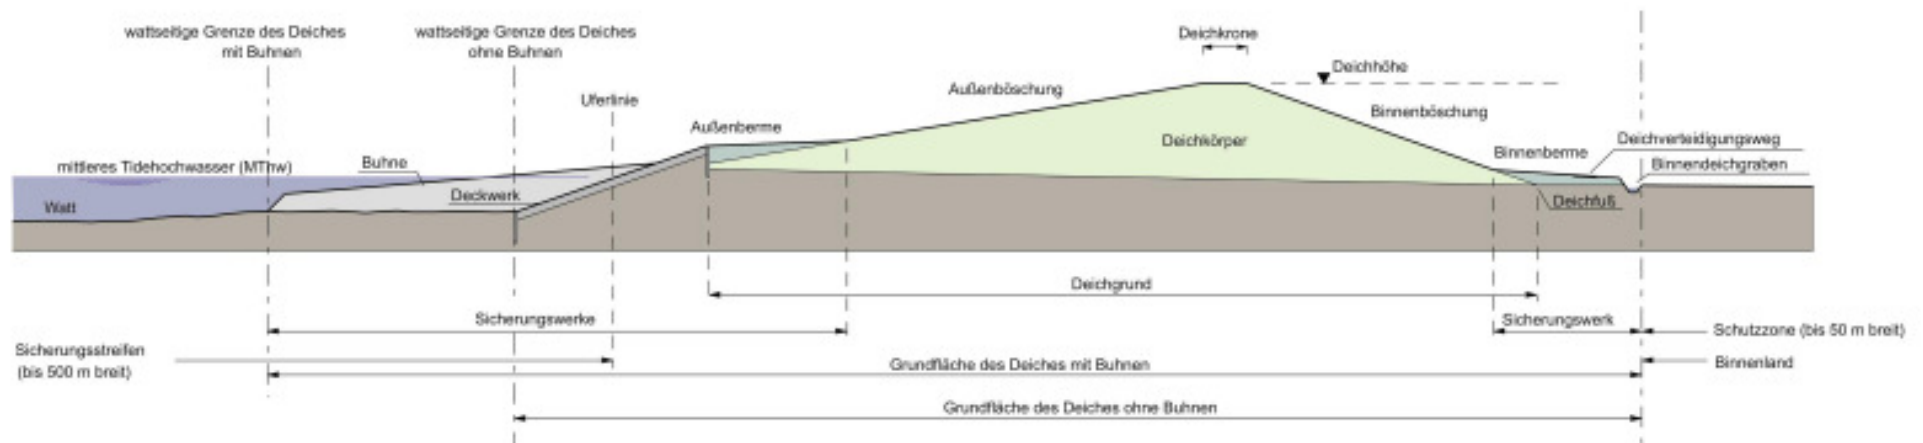 wattseitige Grenze des Deiches
mit Buhnen
wattseitige Grenze des Deiches
ohne Buhnen
Deichkrone
Deichhöhe
Uferlinie
Außenböschung
Binnenböschung
Außenberme
Deichkörper
Deichverteidigungsweg
Binnenberme
mittleres Tidehochwasser (MThw)
Buhne
Binnendeichgraben
Deckwerk
Deichfuß
Watt
Deichgrund
Sicherungswerke
Sicherungswerk
Schutzzone (bis 50 m breit)
Sicherungsstreifen
(bis 500 m breit)
Grundfläche des Deiches mit Buhnen
Binnenland
Grundfläche des Deiches ohne Buhnen